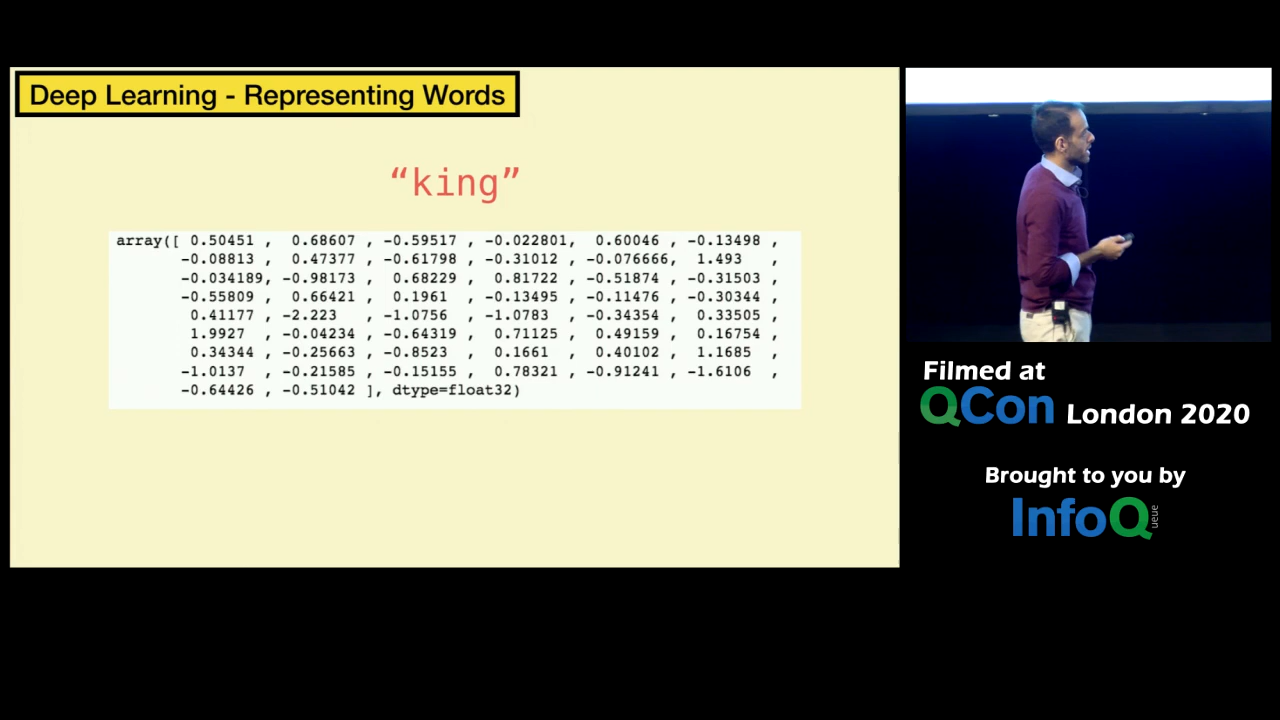 Deep Learning - Representing Words
“king”
array([ 0.50451 , 0.68607 , -0.59517 , -0.022801, 0.60046 , -0.13498 ,
-0.08813 , 0.47377 , -0.61798 , -0.31012 , -0.076666, 1.493 ,
-0.034189, -0.98173 , 0.68229 , 0.81722 , -0.51874 , -0.31503 ,
-0.55809 , 0.66421 , 0.1961 , -0.13495 , -0.11476 , -0.30344 ,
0.41177 , -2.223 , -1.0756 , -1.0783 , -0.34354 , 0.33505 ,
1.9927 , -0.04234 , -0.64319 , 0.71125 , 0.49159 , 0.16754 ,
0.34344 , -0.25663 , -0.8523 , 0.1661 , 0.40102 , 1.1685 ,
-1.0137 , -0.21585 , -0.15155 , 0.78321 , -0.91241 , -1.6106 ,
-0.64426 , -0.51042 ], dtype=float32)
Filmed at
QCon London 2020
Brought to you by
InfoQueue